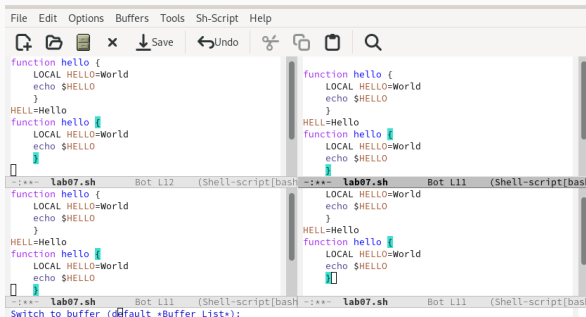 File Edit Options Buffers Tools Sh-Script Help
Save Undo
function hello {
    LOCAL HELLO=World
    echo $HELLO
    }
HELL=Hello
function hello {
    LOCAL HELLO=World
    echo $HELLO
    }
-:**- lab07.sh Bot L12 (Shell-script[bash
function hello {
    LOCAL HELLO=World
    echo $HELLO
    }
HELL=Hello
function hello {
    LOCAL HELLO=World
    echo $HELLO
    }
-:**- lab07.sh Bot L11 (Shell-script[bas
function hello {
    LOCAL HELLO=World
    echo $HELLO
    }
HELL=Hello
function hello {
    LOCAL HELLO=World
    echo $HELLO
    }
-:**- lab07.sh Bot L11 (Shell-script[bash
    LOCAL HELLO=World
    echo $HELLO
    }
HELL=Hello
function hello {
    LOCAL HELLO=World
    echo $HELLO
    }
-:**- lab07.sh Bot L11 (Shell-script[bas
Switch to buffer (default *Buffer List*):